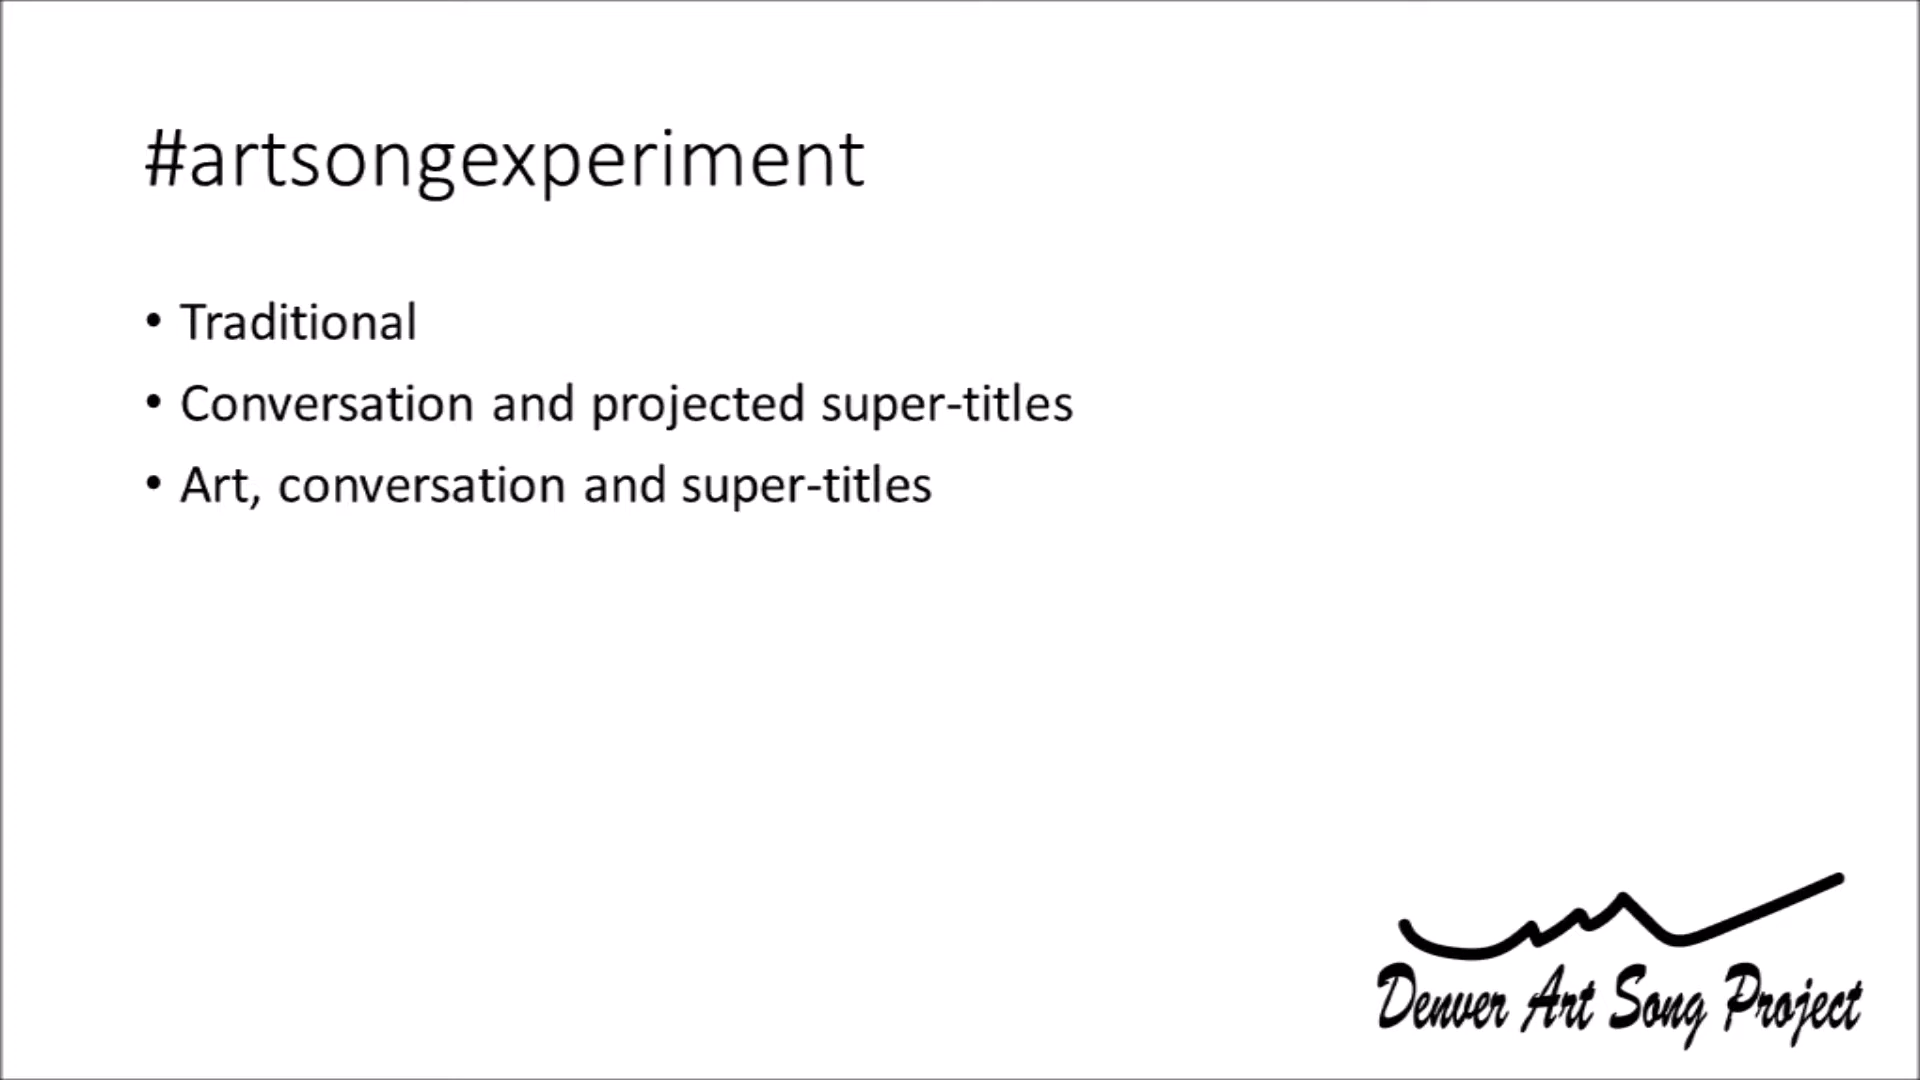 #artsongexperiment
• Traditional
• Conversation and projected super-titles
• Art, conversation and super-titles
Denver Art Song Project